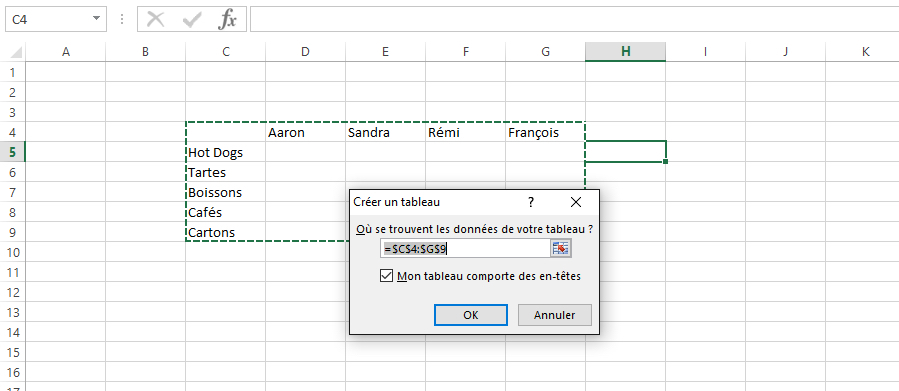 C4
fx
A B C D E F G H I J K
1
2
3
4 Aaron Sandra Rémi François
5 Hot Dogs
6 Tartes
7 Boissons
8 Cafés
9 Cartons
10
11
12
13
14
15
16
17
Créer un tableau ?
Où se trouvent les données de votre tableau ?
=$C$4:$G$9
Mon tableau comporte des en-têtes
OK Annuler